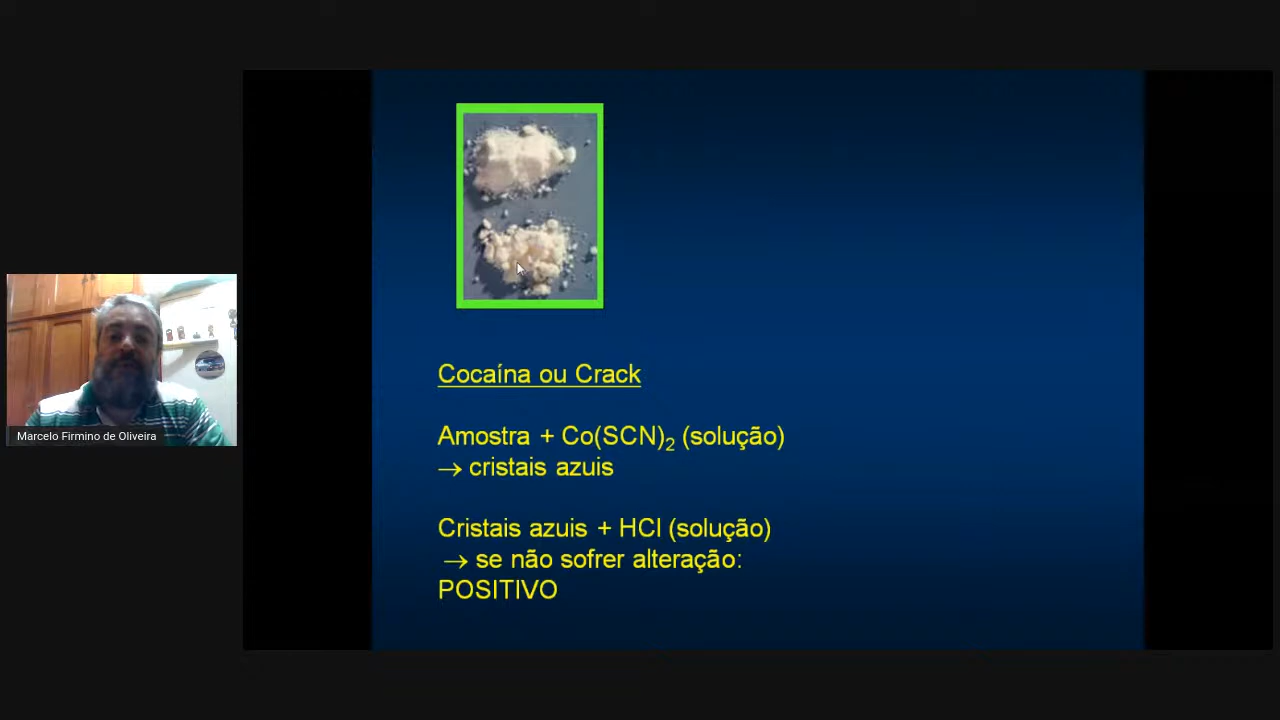 Cocaína ou Crack
Amostra + Co(SCN)₂ (solução)
→ cristais azuis
Cristais azuis + HCl (solução)
→ se não sofrer alteração:
POSITIVO
Marcelo Firmino de Oliveira